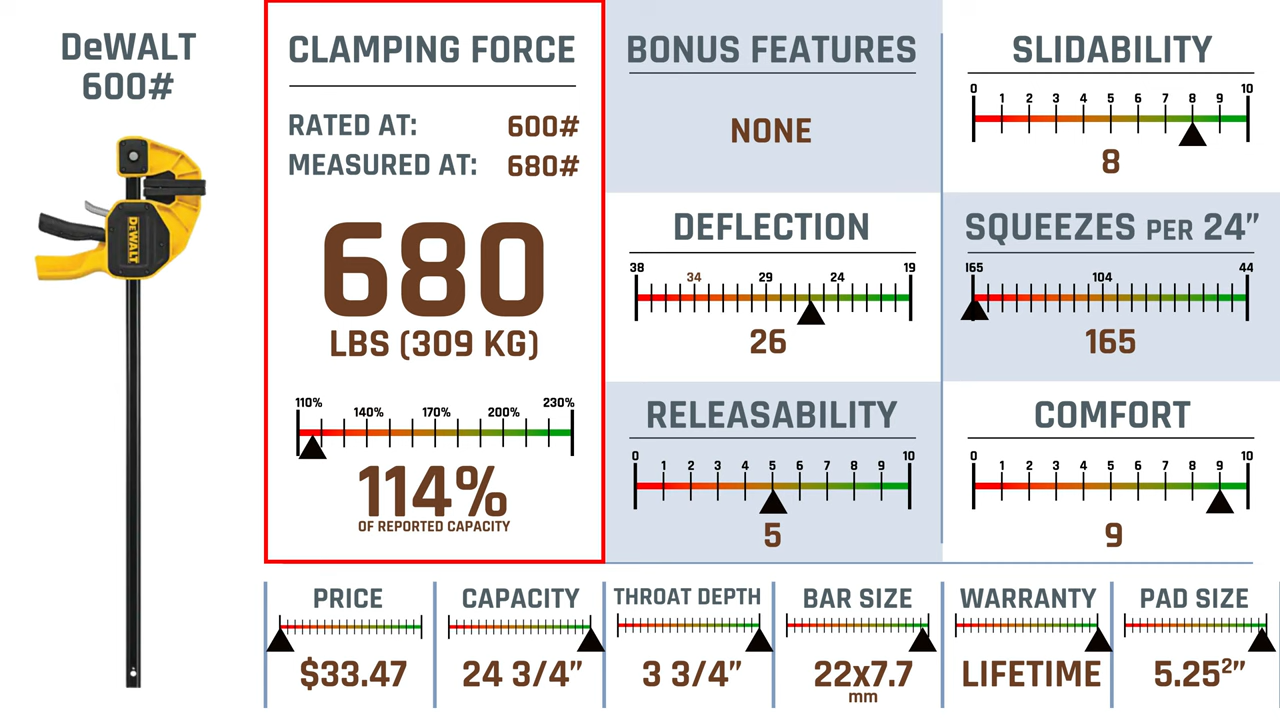 DeWALT
600#
DEWALT
CLAMPING FORCE
RATED AT: 600#
MEASURED AT: 680#
680
LBS (309 KG)
110% 140% 170% 200% 230%
114%
OF REPORTED CAPACITY
BONUS FEATURES
NONE
DEFLECTION
38 34 29 24 19
26
RELEASABILITY
0 1 2 3 4 5 6 7 8 9 10
5
SLIDABILITY
0 1 2 3 4 5 6 7 8 9 10
8
SQUEEZES PER 24”
165 104 44
165
COMFORT
0 1 2 3 4 5 6 7 8 9 10
9
PRICE
$33.47
CAPACITY
24 3/4”
THROAT DEPTH
3 3/4”
BAR SIZE
22x7.7
mm
WARRANTY
LIFETIME
PAD SIZE
5.25²”